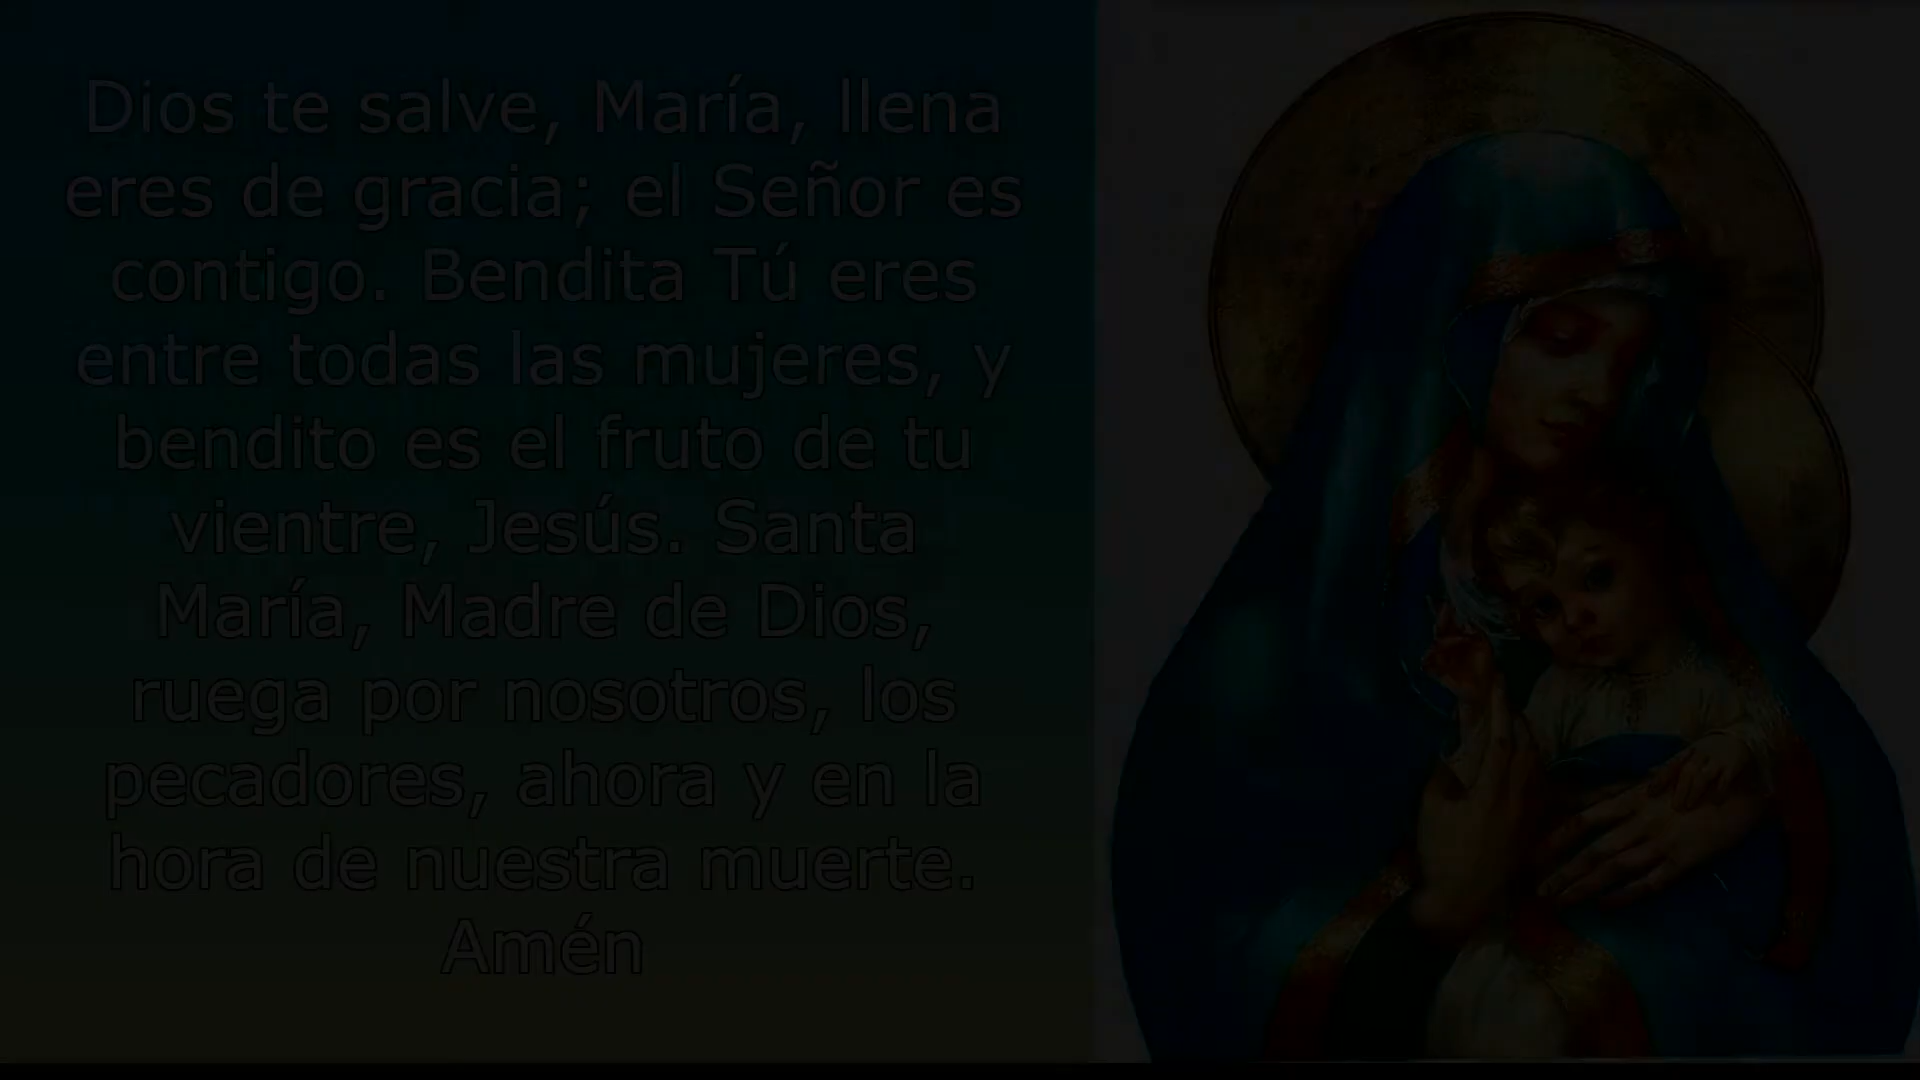 Dios te salve, María, llena
eres de gracia; el Señor es
contigo. Bendita Tú eres
entre todas las mujeres, y
bendito es el fruto de tu
vientre, Jesús. Santa
María, Madre de Dios,
ruega por nosotros, los
pecadores, ahora y en la
hora de nuestra muerte.
Amén